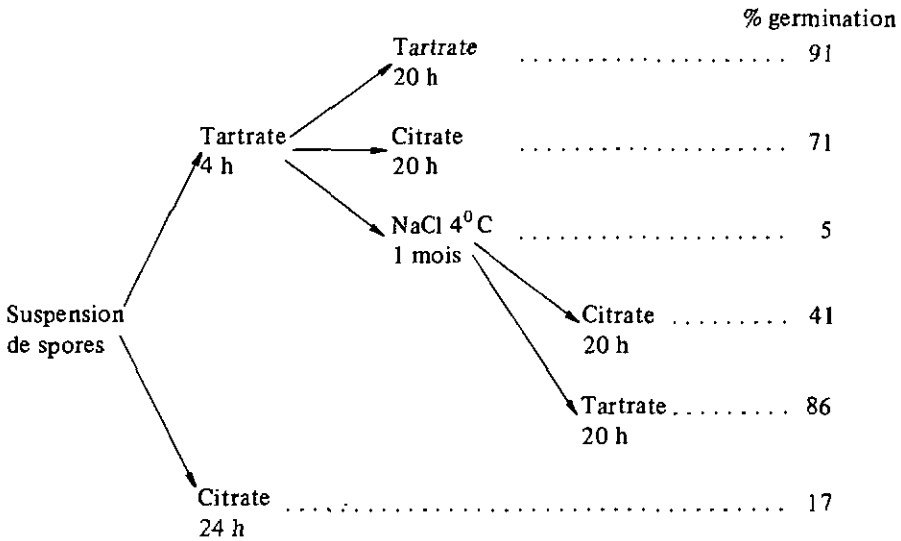 % germination
Tartrate
20 h ........................ 91
Tartrate
4 h
Citrate
20 h ........................ 71
NaCl 4⁰ C
1 mois ........................ 5
Suspension
de spores
Citrate ........ 41
20 h
Tartrate ........ 86
20 h
Citrate ........................ 17
24 h